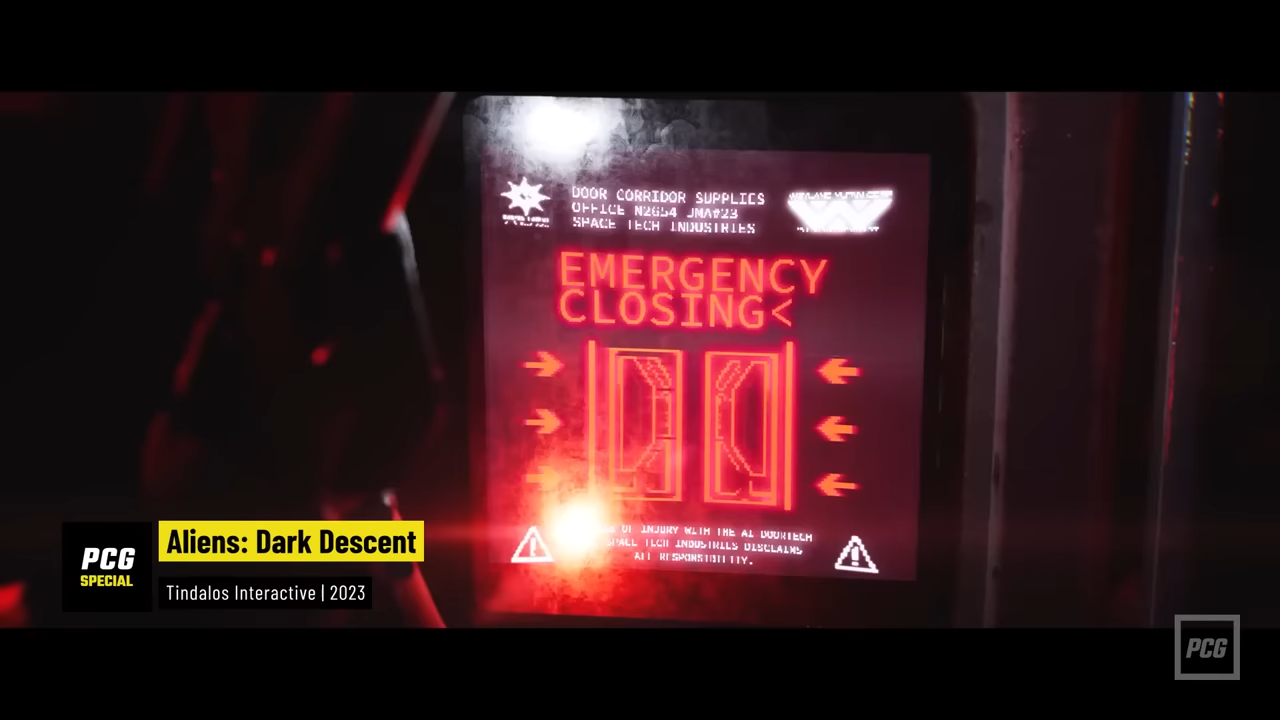 DOOR CORRIDOR SUPPLIES
OFFICE N2654 JMA#23
SPACE TECH INDUSTRIES
EMERGENCY
CLOSING<
OF INJURY WITH THE AI DOORTECH
SPACE TECH INDUSTRIES DISCLAIMS
ALL RESPONSIBILITY.
PCG
SPECIAL
Aliens: Dark Descent
Tindalos Interactive | 2023
PCG